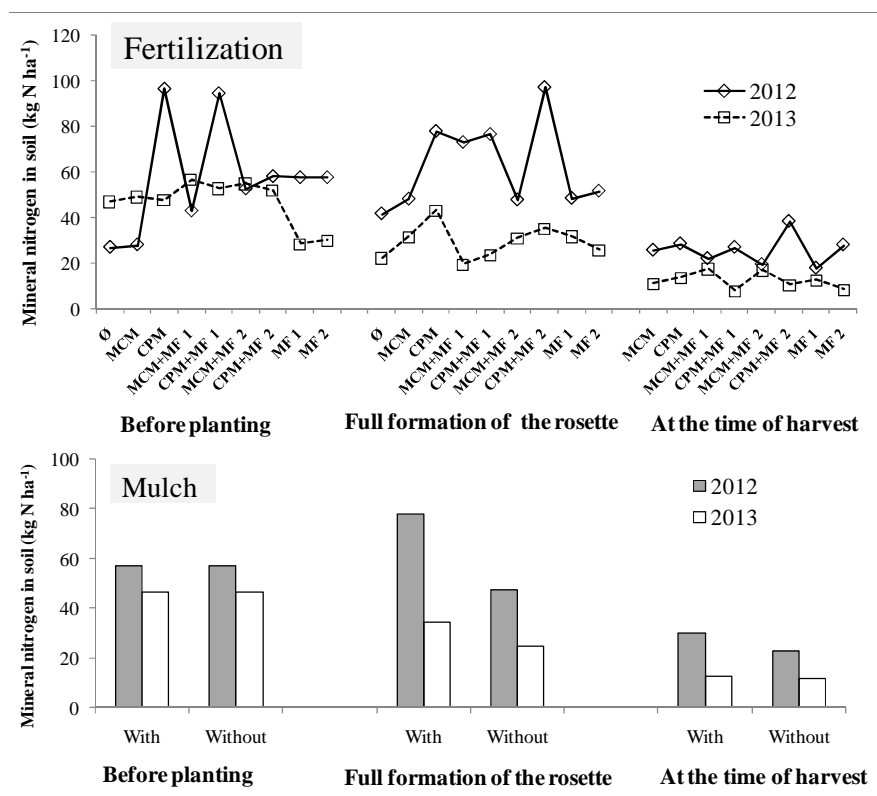 Fertilization
2012
2013
Mineral nitrogen in soil (kg N ha-1)
120
100
80
60
40
20
0
Ø
MCM
CPM
MCM+MF 1
CPM+MF 1
MCM+MF 2
CPM+MF 2
MF 1
MF 2
Ø
MCM
CPM
MCM+MF 1
CPM+MF 1
MCM+MF 2
CPM+MF 2
MF 1
MF 2
MCM
CPM
MCM+MF 1
CPM+MF 1
MCM+MF 2
CPM+MF 2
MF 1
MF 2
Before planting
Full formation of the rosette
At the time of harvest
Mulch
2012
2013
Mineral nitrogen in soil (kg N ha-1)
100
80
60
40
20
0
With
Without
With
Without
With
Without
Before planting
Full formation of the rosette
At the time of harvest